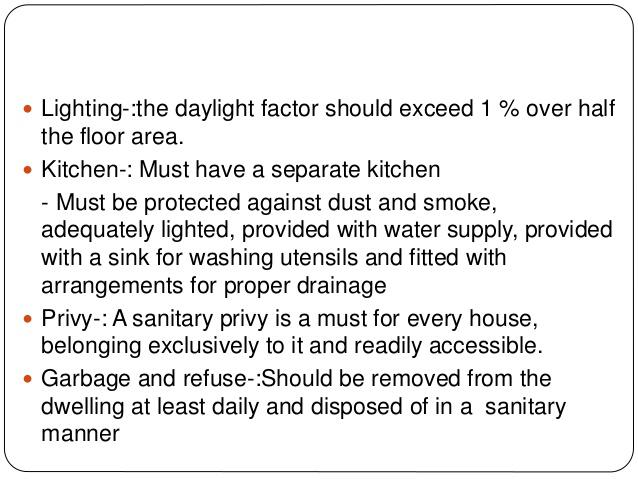 Lighting-:the daylight factor should exceed 1 % over half
the floor area.
Kitchen-: Must have a separate kitchen
- Must be protected against dust and smoke,
adequately lighted, provided with water supply, provided
with a sink for washing utensils and fitted with
arrangements for proper drainage
Privy-: A sanitary privy is a must for every house,
belonging exclusively to it and readily accessible.
Garbage and refuse-:Should be removed from the
dwelling at least daily and disposed of in a sanitary
manner